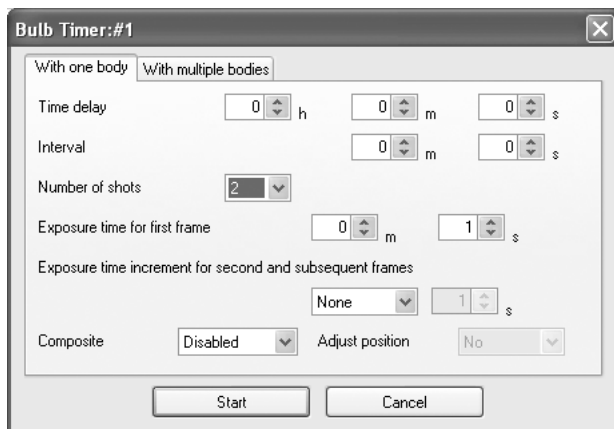 Bulb Timer:#1
With one body With multiple bodies
Time delay 0 h 0 m 0 s
Interval 0 m 0 s
Number of shots 2
Exposure time for first frame 0 m 1 s
Exposure time increment for second and subsequent frames
None 1 s
Composite Disabled Adjust position No
Start Cancel